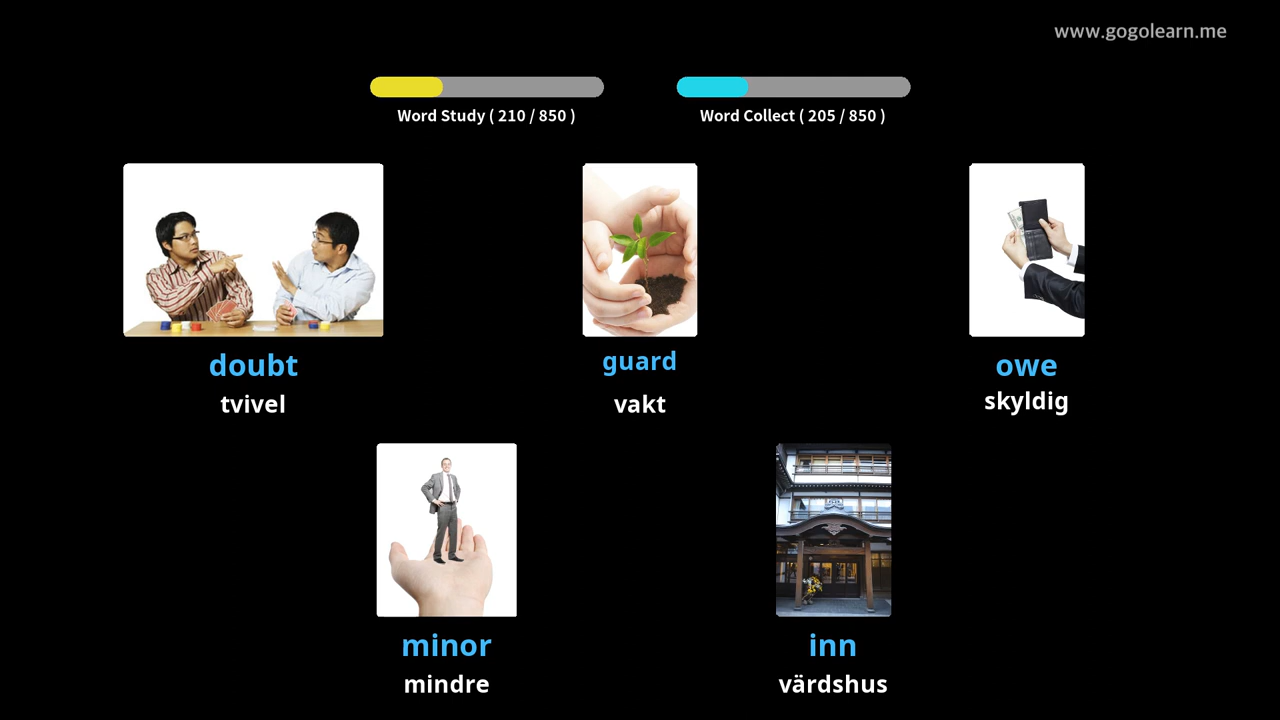 www.gogolearn.me
Word Study ( 210 / 850 )
Word Collect ( 205 / 850 )
doubt
tvivel
guard
vakt
owe
skyldig
minor
mindre
inn
värdshus